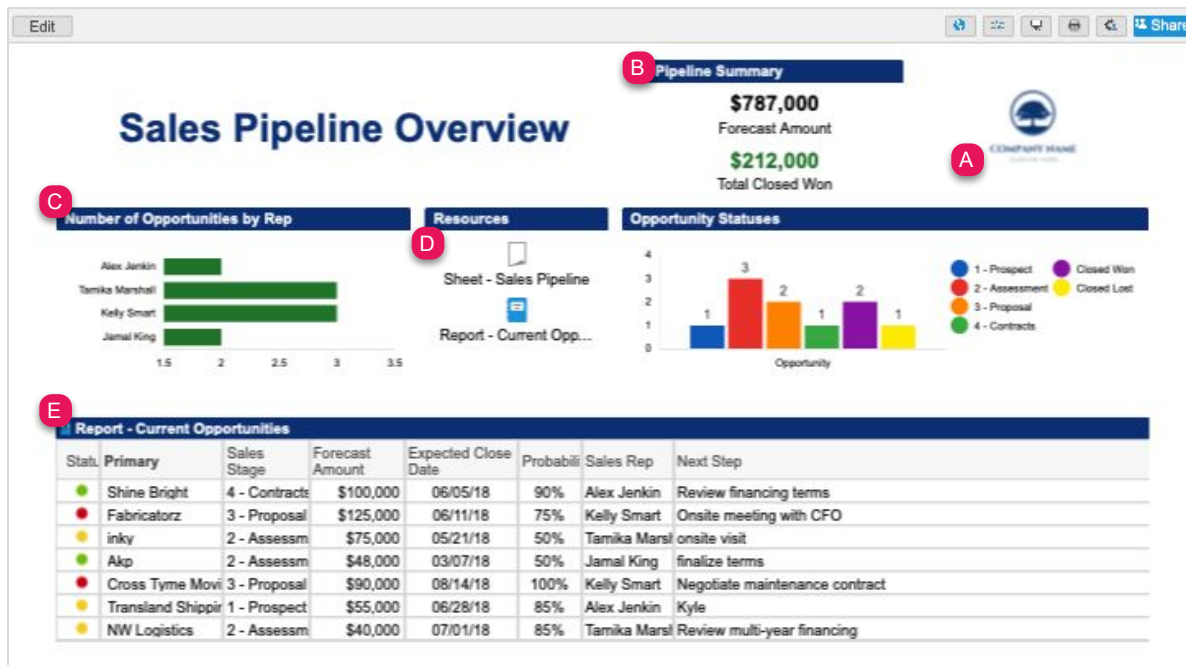 Edit
Share
B Pipeline Summary
Sales Pipeline Overview
$787,000
Forecast Amount
$212,000
Total Closed Won
COMPANY NAME
A
C
Number of Opportunities by Rep
Alex Jenkin
Tamika Marshall
Kelly Smart
Jamal King
1.5 2 2.5 3 3.5
Resources
D
Sheet - Sales Pipeline
Report - Current Opp...
Opportunity Statuses
4
3
2
1
0
1 3 2 1 2 1
Opportunity
1 - Prospect
2 - Assessment
3 - Proposal
4 - Contracts
Closed Won
Closed Lost
E
Report - Current Opportunities
Statu Primary Sales Stage Forecast Amount Expected Close Date Probabili Sales Rep Next Step
Shine Bright 4 - Contracts $100,000 06/05/18 90% Alex Jenkin Review financing terms
Fabricatorz 3 - Proposal $125,000 06/11/18 75% Kelly Smart Onsite meeting with CFO
inky 2 - Assessm $75,000 05/21/18 50% Tamika Marsh onsite visit
Akp 2 - Assessm $48,000 03/07/18 50% Jamal King finalize terms
Cross Tyme Movi 3 - Proposal $90,000 08/14/18 100% Kelly Smart Negotiate maintenance contract
Transland Shippin 1 - Prospect $55,000 06/28/18 85% Alex Jenkin Kyle
NW Logistics 2 - Assessm $40,000 07/01/18 85% Tamika Marsh Review multi-year financing